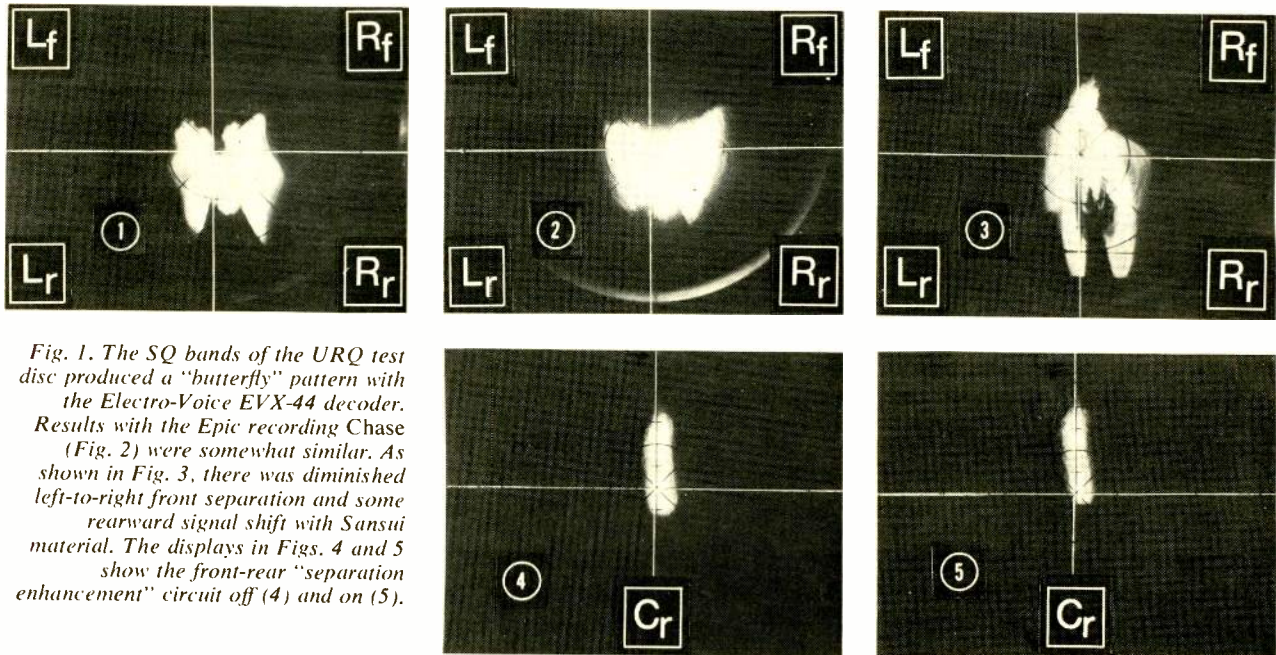 Lf Rf
1
Lr Rr
Lf Rf
2
Lr Rr
Lf Rf
3
Lr Rr
Fig. 1. The SQ bands of the URQ test
disc produced a "butterfly" pattern with
the Electro-Voice EVX-44 decoder.
Results with the Epic recording Chase
(Fig. 2) were somewhat similar. As
shown in Fig. 3, there was diminished
left-to-right front separation and some
rearward signal shift with Sansui
material. The displays in Figs. 4 and 5
show the front-rear "separation
enhancement" circuit off (4) and on (5).
4
Cr
5
Cr